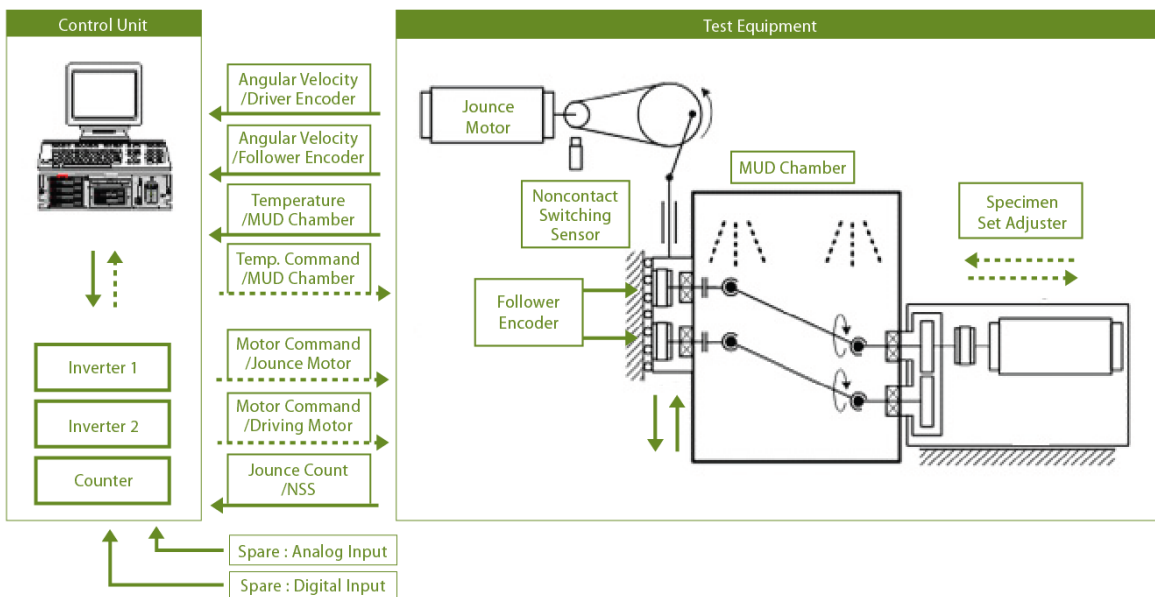 Control Unit
Test Equipment
Angular Velocity
/Driver Encoder
Angular Velocity
/Follower Encoder
Temperature
/MUD Chamber
Temp. Command
/MUD Chamber
Motor Command
/Jounce Motor
Motor Command
/Driving Motor
Jounce Count
/NSS
Inverter 1
Inverter 2
Counter
Spare : Analog Input
Spare : Digital Input
Jounce
Motor
Noncontact
Switching
Sensor
MUD Chamber
Specimen
Set Adjuster
Follower
Encoder